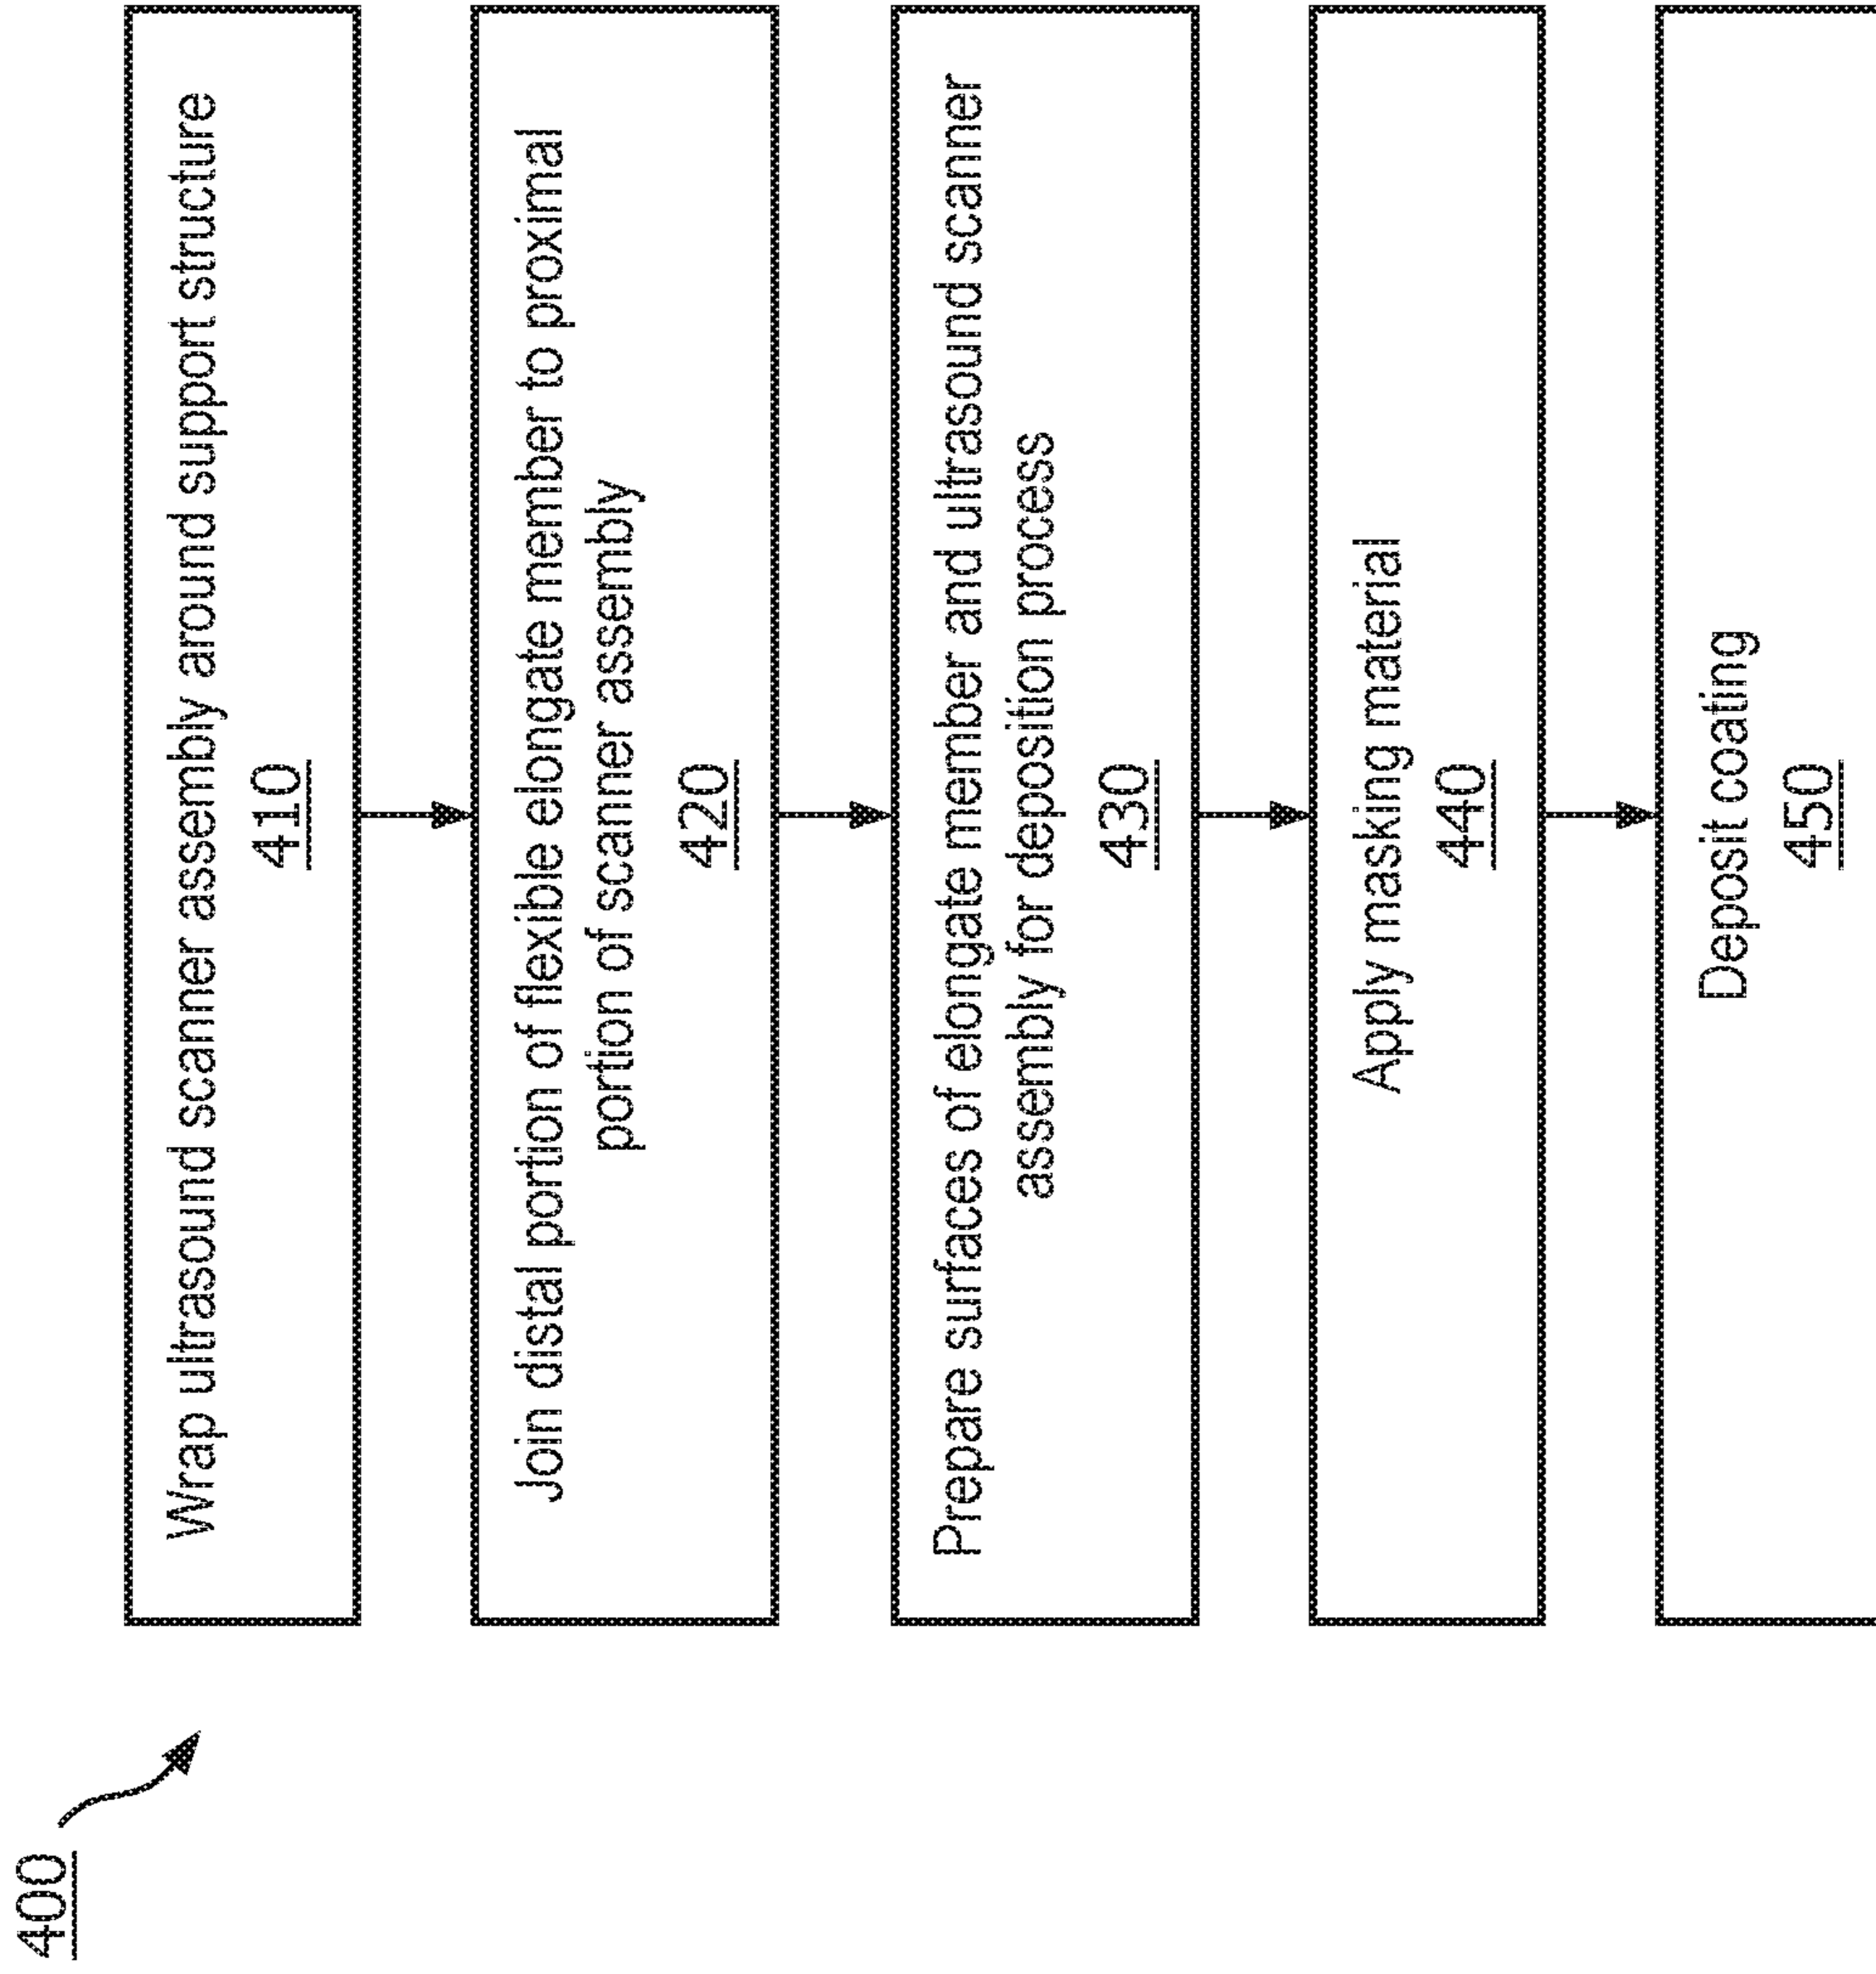 400
Wrap ultrasound scanner assembly around support structure
410
Join distal portion of flexible elongate member to proximal
portion of scanner assembly
420
Prepare surfaces of elongate member and ultrasound scanner
assembly for deposition process
430
Apply masking material
440
Deposit coating
450